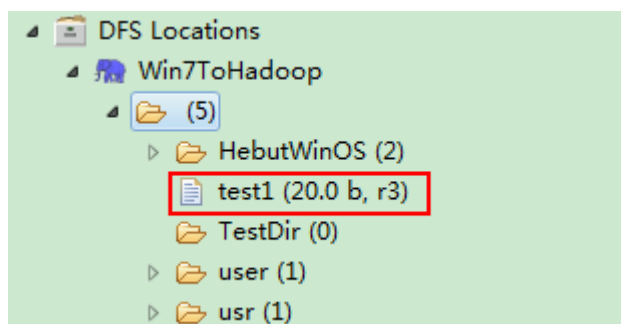 DFS Locations
Win7ToHadoop
(5)
HebutWinOS (2)
test1 (20.0 b, r3)
TestDir (0)
user (1)
usr (1)